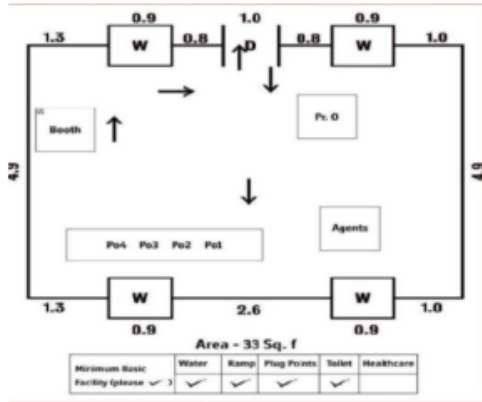 0.9 1.0 0.9
1.3 W 0.8 D 0.8 W 1.0
Booth
Pr. O
4.9 4.9
Agents
Po4 Po3 Po2 Po1
1.3 W 2.6 W 1.0
0.9 0.9
Area - 33 Sq. f
Minimum Basic Facility (please ✓) Water Ramp Plug Points Toilet Healthcare
✓ ✓ ✓ ✓